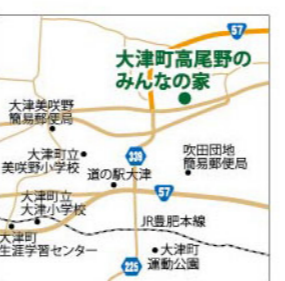 57
大津町高尾野の
みんなの家
大津美咲野
簡易郵便局
大津町立
美咲野小学校
339
吹田団地
簡易郵便局
道の駅大津
57
大津町立
大津小学校
JR豊肥本線
大津町
生涯学習センター
大津町
運動公園
225